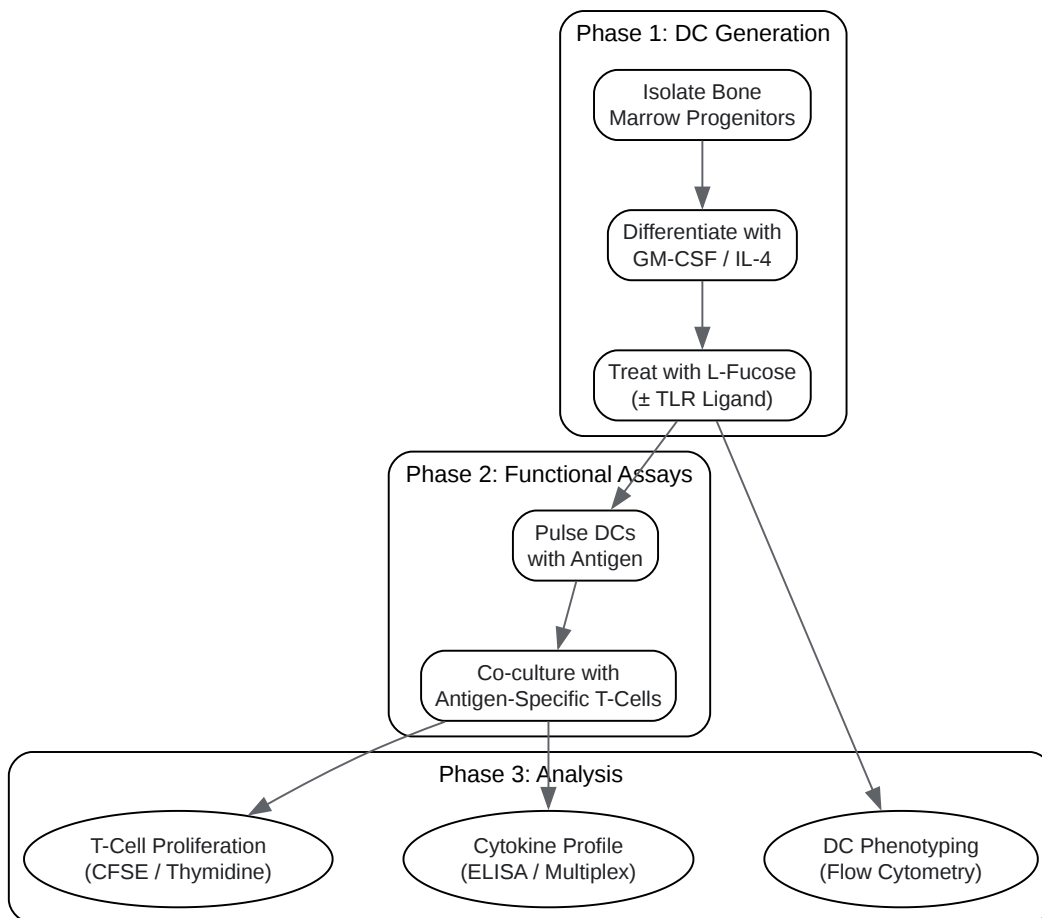 Phase 1: DC Generation
Isolate Bone
Marrow Progenitors
Differentiate with
GM-CSF / IL-4
Treat with L-Fucose
(± TLR Ligand)
Phase 2: Functional Assays
Pulse DCs
with Antigen
Co-culture with
Antigen-Specific T-Cells
Phase 3: Analysis
T-Cell Proliferation
(CFSE / Thymidine)
Cytokine Profile
(ELISA / Multiplex)
DC Phenotyping
(Flow Cytometry)